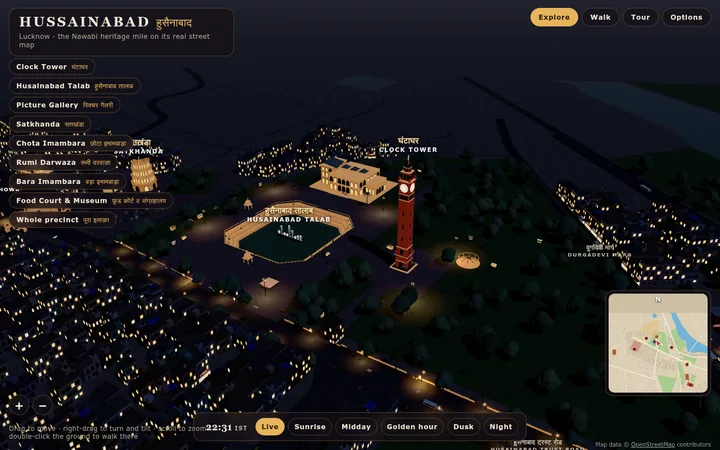 HUSSAINABAD हुसैनाबाद
Lucknow · the Nawabi heritage mile on its real street
map
Explore
Walk
Tour
Options
Clock Tower घंटाघर
Husainabad Talab हुसैनाबाद तालाब
Picture Gallery पिक्चर गैलरी
Satkhanda सतखंडा
Chota Imambara छोटा इमामबाड़ा
Rumi Darwaza रूमी दरवाज़ा
Bara Imambara बड़ा इमामबाड़ा
Food Court & Museum फ़ूड कोर्ट व संग्रहालय
Whole precinct पूरा इलाक़ा
घंटाघर
CLOCK TOWER
हुसैनाबाद तालाब
HUSAINABAD TALAB
DURGADEVI MARG
N
+
−
Drag to move · right-drag to turn and tilt · scroll to zoom
double-click the ground to walk there
22:31 IST
Live
Sunrise
Midday
Golden hour
Dusk
Night
हुसैनाबाद ट्रस्ट रोड
HUSAINABAD TRUST ROAD
Map data © OpenStreetMap contributors